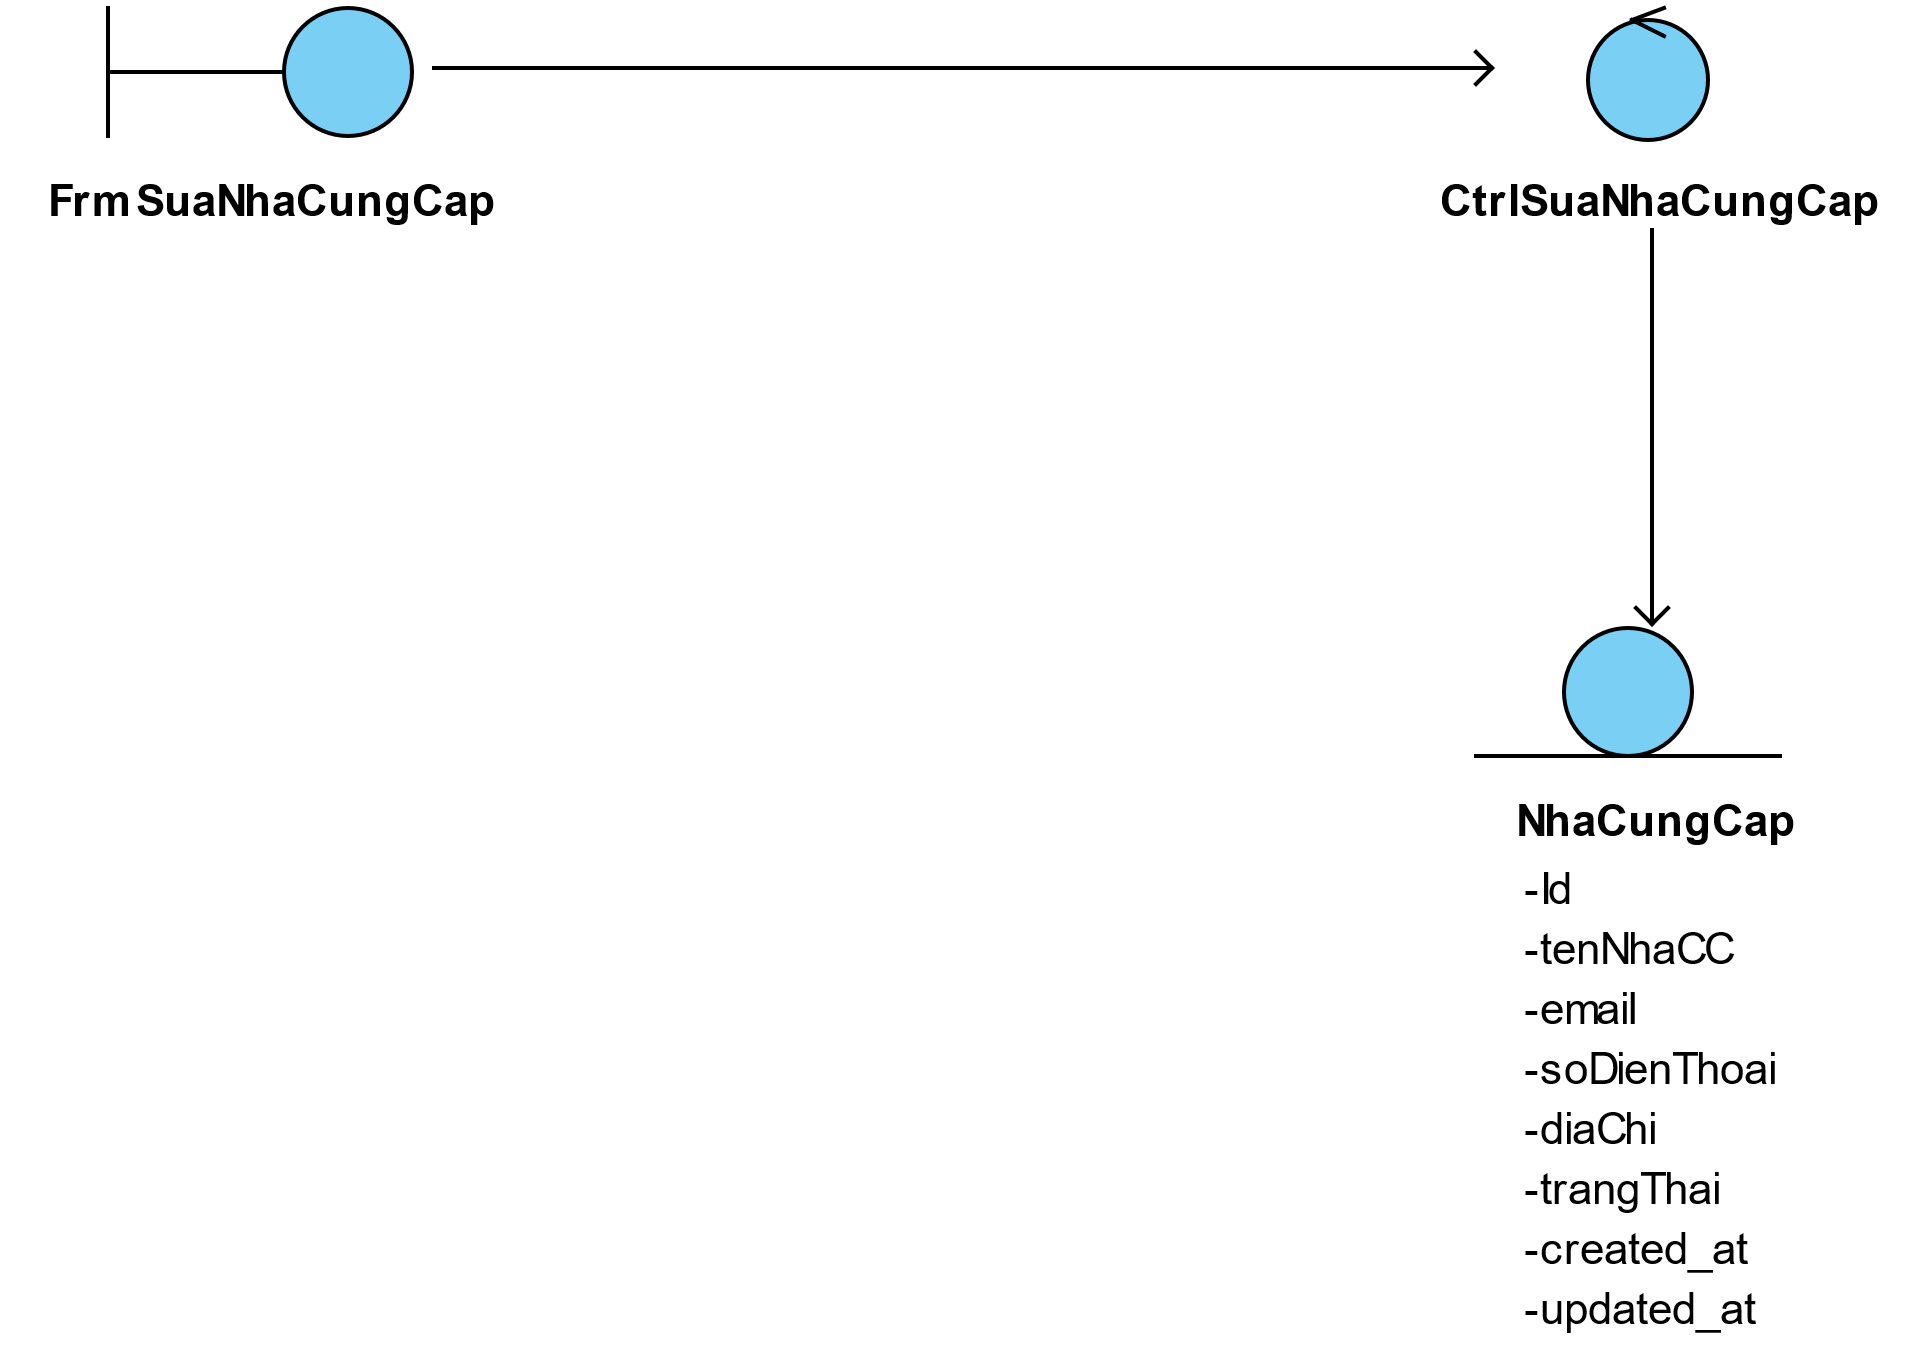 FrmSuaNhaCungCap
CtrlSuaNhaCungCap
NhaCungCap
-Id
-tenNhaCC
-email
-soDienThoai
-diaChi
-trangThai
-created_at
-updated_at